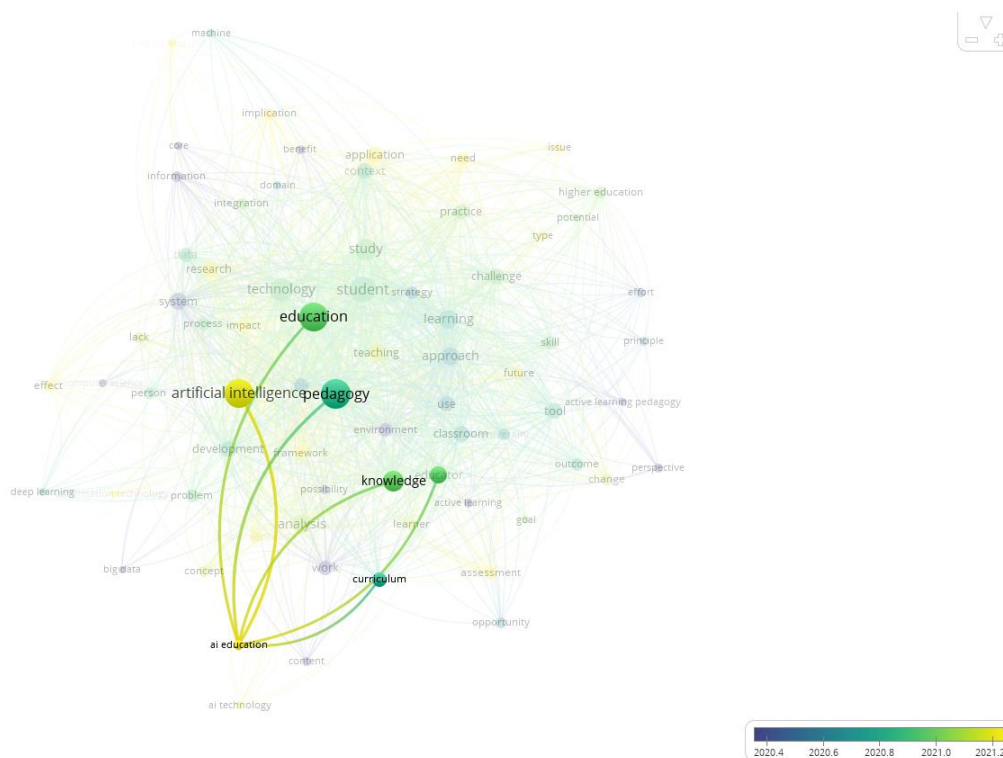 machine
implication
core
benefit
application
need
issue
context
information
domain
higher education
integration
practice
potential
type
study
data
research
challenge
technology
student
strategy
effort
system
education
learning
process
impact
lack
skill
principle
teaching
approach
future
effect
person
artificial intelligence
pedagogy
use
active learning pedagogy
tool
environment
classroom
development
framework
outcome
perspective
educator
knowledge
change
deep learning
problem
possibility
active learning
analysis
learner
goal
big data
concept
work
curriculum
assessment
opportunity
ai education
content
ai technology
2020.4 2020.6 2020.8 2021.0 2021.2